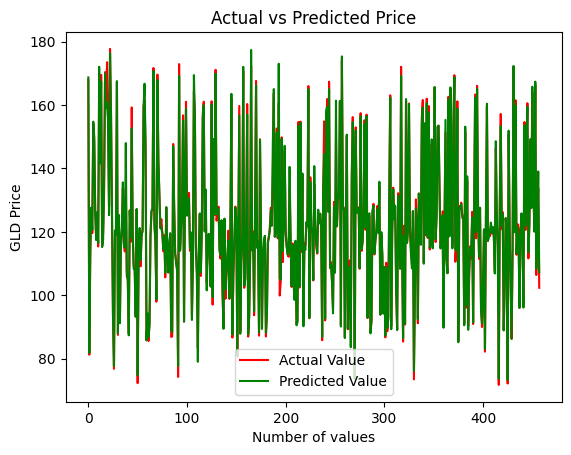 Actual vs Predicted Price
180
160
140
120
100
80
GLD Price
Actual Value
Predicted Value
0
100
200
300
400
Number of values